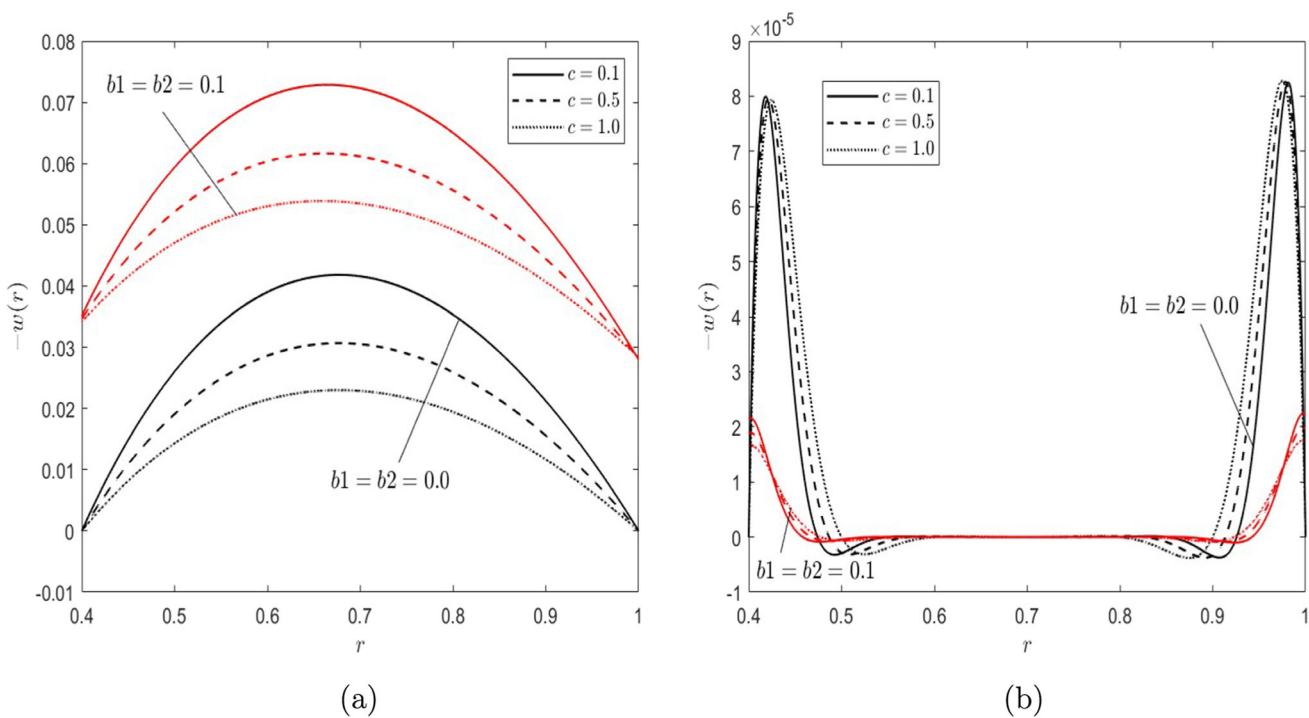 0.08
0.07
0.06
0.05
0.04
0.03
0.02
0.01
0
-0.01
−w(r)
b1 = b2 = 0.1
c = 0.1
c = 0.5
c = 1.0
b1 = b2 = 0.0
0.4 0.5 0.6 0.7 0.8 0.9 1
r
(a)
×10⁻⁵
9
8
7
6
5
4
3
2
1
0
-1
−w(r)
c = 0.1
c = 0.5
c = 1.0
b1 = b2 = 0.0
b1 = b2 = 0.1
0.4 0.5 0.6 0.7 0.8 0.9 1
r
(b)